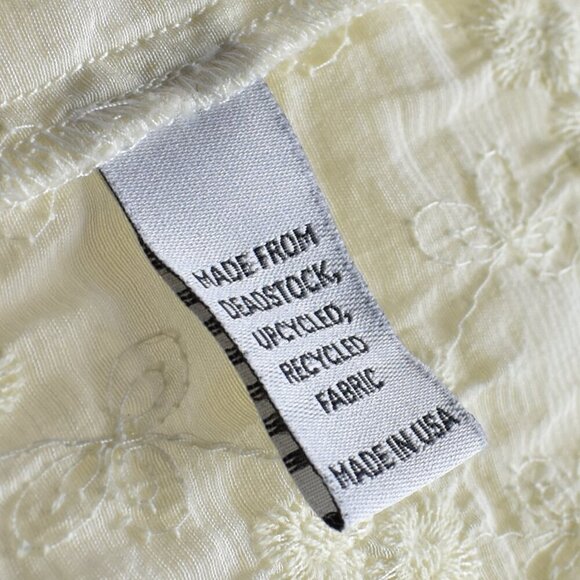 MADE FROM
DEADSTOCK,
UPCYCLED,
RECYCLED
FABRIC
MADE IN USA